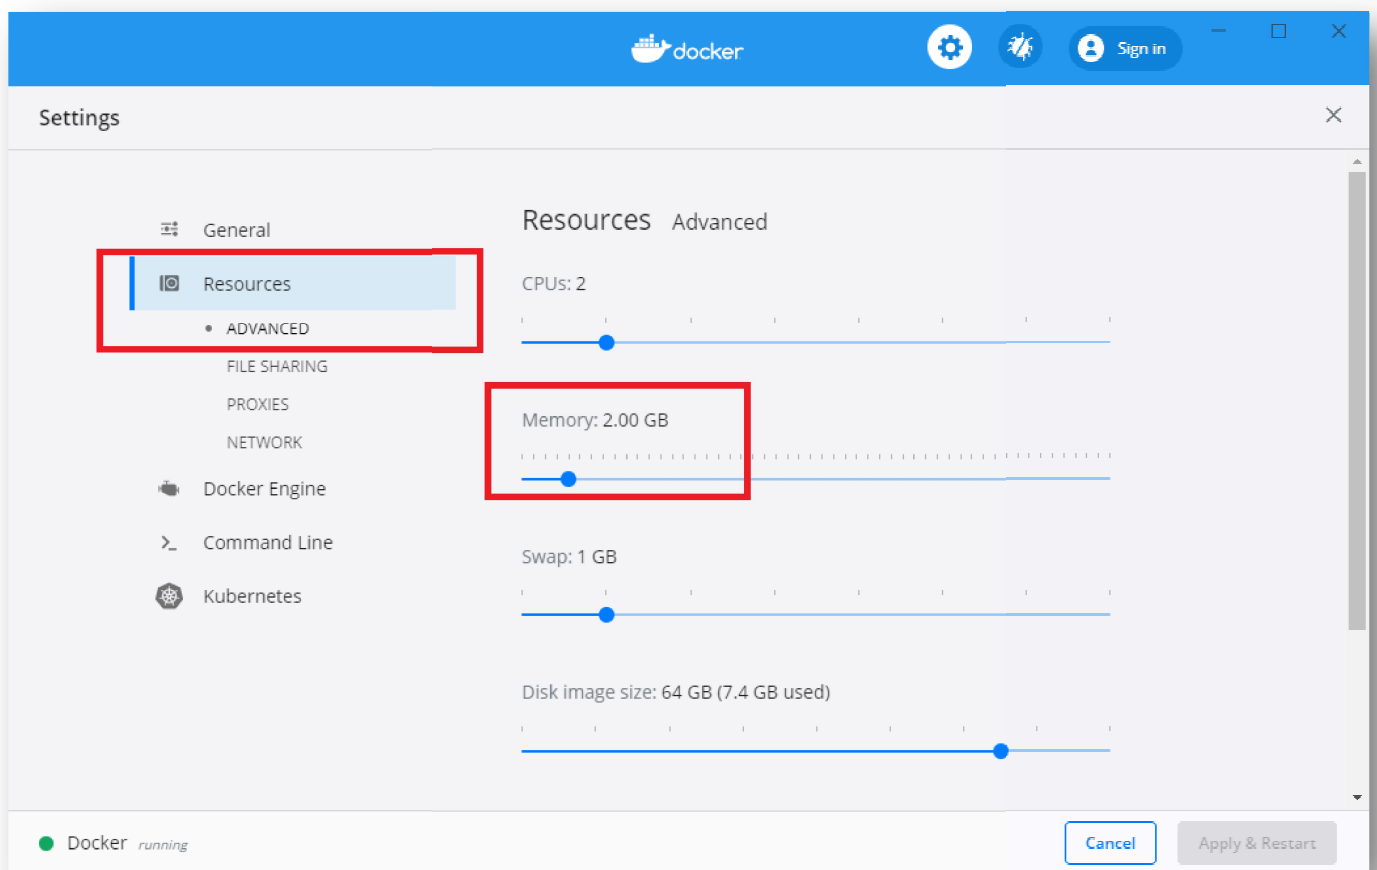 docker
Sign in
Settings
General
Resources
ADVANCED
FILE SHARING
PROXIES
NETWORK
Docker Engine
Command Line
Kubernetes
Resources Advanced
CPUs: 2
Memory: 2.00 GB
Swap: 1 GB
Disk image size: 64 GB (7.4 GB used)
Docker running
Cancel
Apply & Restart